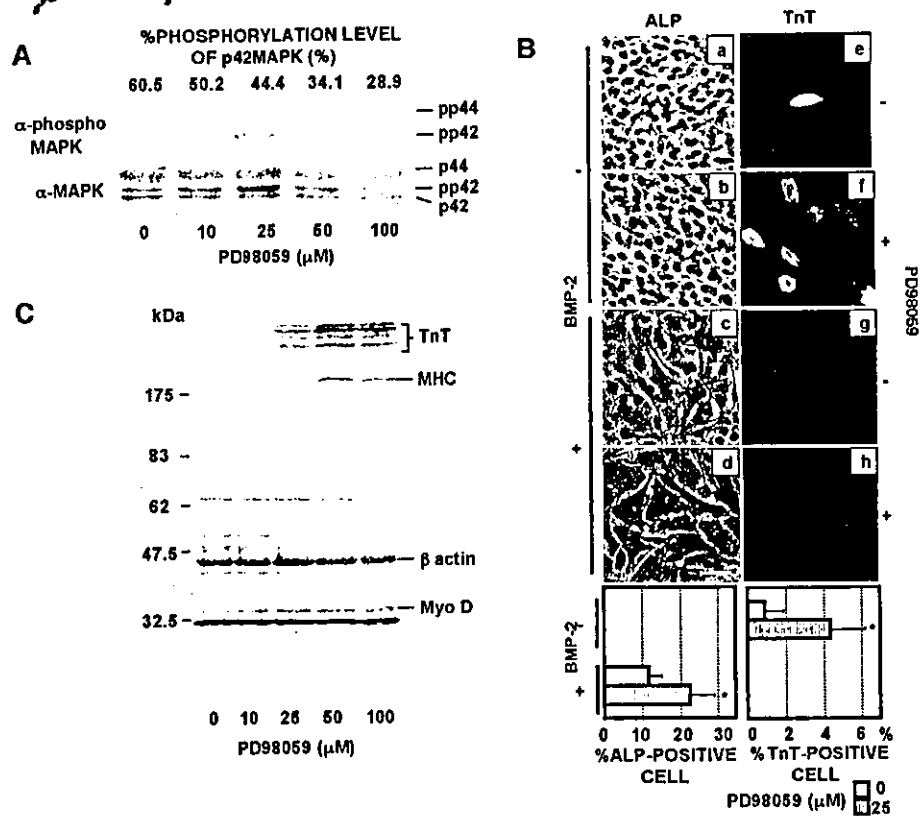 A
%PHOSPHORYLATION LEVEL
OF p42MAPK (%)
60.5 50.2 44.4 34.1 28.9
α-phospho
MAPK
α-MAPK
pp44
pp42
p44
pp42
p42
0 10 25 50 100
PD98059 (μM)
B
ALP TnT
a e
b f
c g
d h
-
+
-
+
PD98059
BMP-2
-
+
BMP-2
-
+
0 10 20 30
%ALP-POSITIVE
CELL
0 2 4 6 %
%TnT-POSITIVE
CELL
PD98059 (μM) 0
25
* *
C
kDa
175
83
62
47.5
32.5
TnT
MHC
β actin
Myo D
0 10 25 50 100
PD98059 (μM)